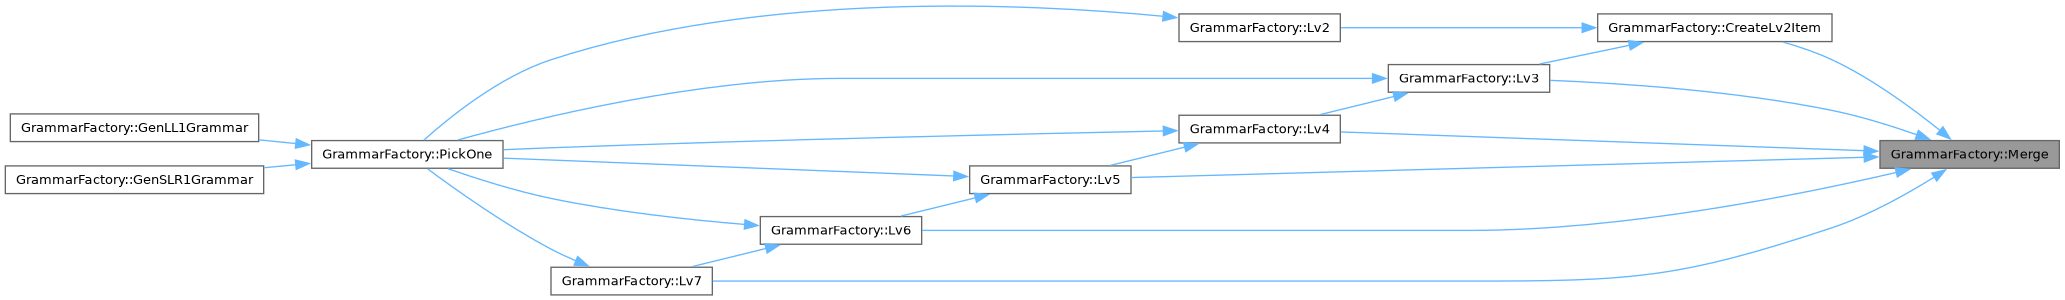 GrammarFactory::Lv2
GrammarFactory::CreateLv2Item
GrammarFactory::Lv3
GrammarFactory::GenLL1Grammar
GrammarFactory::Lv4
GrammarFactory::PickOne
GrammarFactory::Merge
GrammarFactory::GenSLR1Grammar
GrammarFactory::Lv5
GrammarFactory::Lv6
GrammarFactory::Lv7